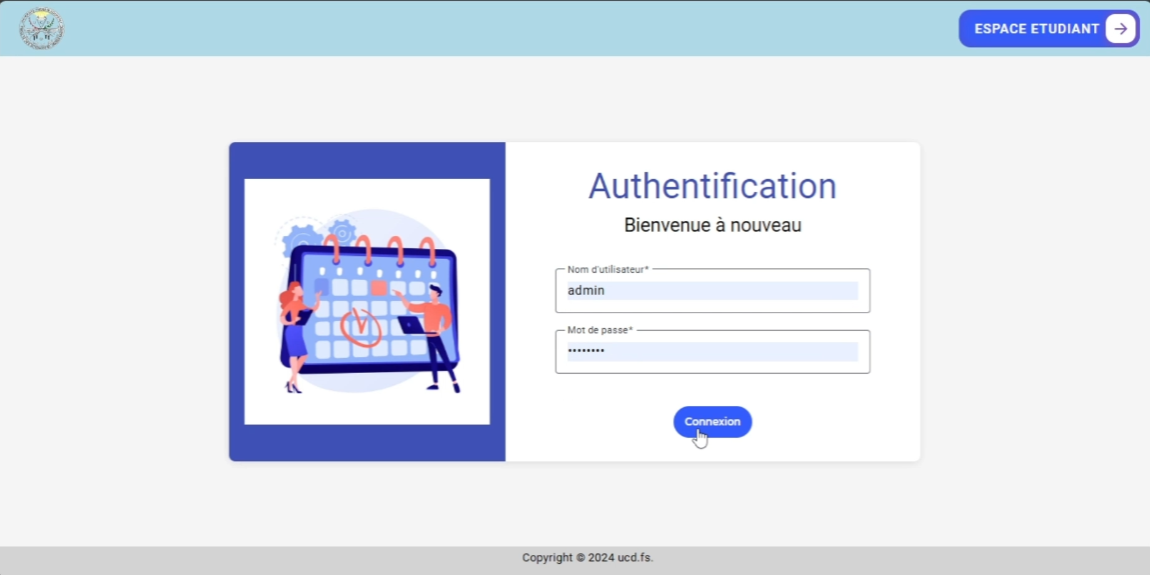 ESPACE ETUDIANT
Authentification
Bienvenue à nouveau
Nom d'utilisateur*
admin
Mot de passe*
••••••••
Connexion
Copyright © 2024 ucd.fs.